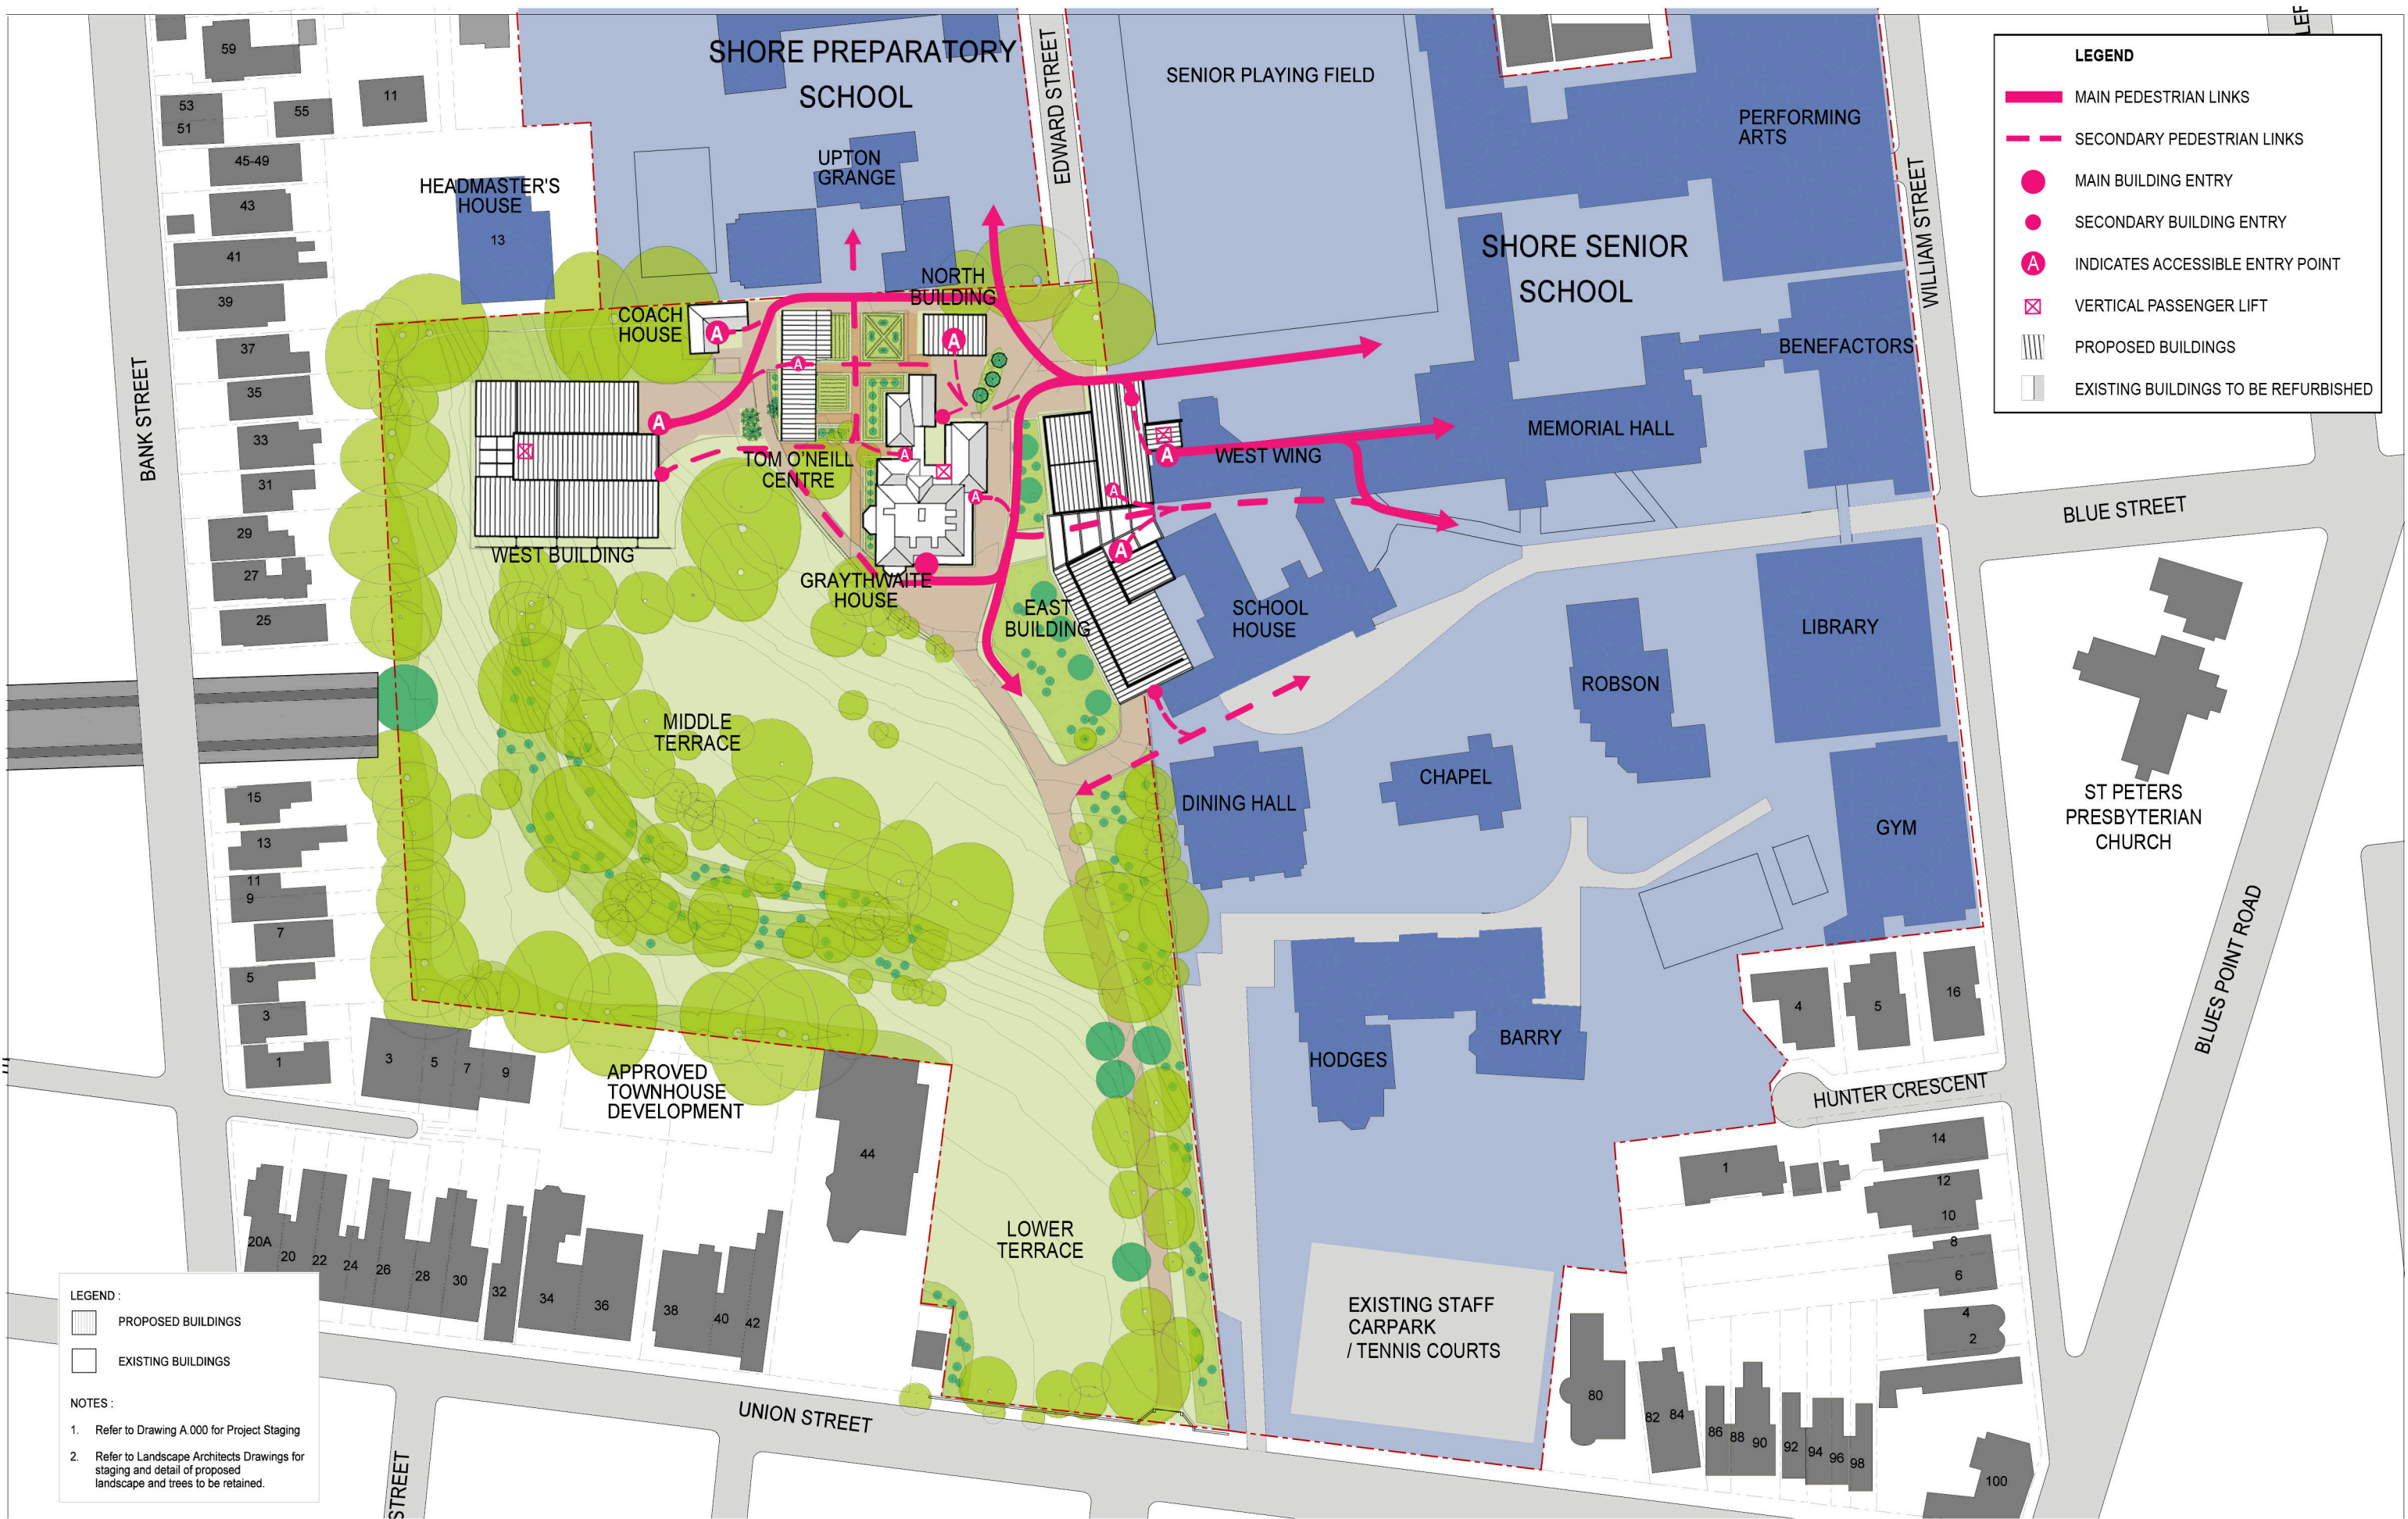 SHORE PREPARATORY
SCHOOL
EDWARD STREET
SENIOR PLAYING FIELD
PERFORMING
ARTS
WILLIAM STREET
LEGEND
MAIN PEDESTRIAN LINKS
SECONDARY PEDESTRIAN LINKS
MAIN BUILDING ENTRY
SECONDARY BUILDING ENTRY
A
INDICATES ACCESSIBLE ENTRY POINT
VERTICAL PASSENGER LIFT
PROPOSED BUILDINGS
EXISTING BUILDINGS TO BE REFURBISHED
59
53
51
55
11
45-49
43
41
39
37
35
33
31
29
27
25
BANK STREET
HEADMASTER'S
HOUSE
13
UPTON
GRANGE
NORTH
BUILDING
COACH
HOUSE
A
A
A
A
A
A
A
A
A
SHORE SENIOR
SCHOOL
BENEFACTORS
MEMORIAL HALL
WEST WING
TOM O'NEILL
CENTRE
WEST BUILDING
GRAYTHWAITE
HOUSE
EAST
BUILDING
SCHOOL
HOUSE
BLUE STREET
LIBRARY
ROBSON
MIDDLE
TERRACE
DINING HALL
CHAPEL
GYM
ST PETERS
PRESBYTERIAN
CHURCH
BLUES POINT ROAD
15
13
11
9
7
5
3
1
3
5
7
9
APPROVED
TOWNHOUSE
DEVELOPMENT
44
HODGES
BARRY
4
5
16
HUNTER CRESCENT
14
1
12
10
8
6
4
2
LOWER
TERRACE
EXISTING STAFF
CARPARK
/ TENNIS COURTS
20A
20
22
24
26
28
30
32
34
36
38
40
42
80
82
84
86
88
90
92
94
96
98
100
UNION STREET
STREET
LEGEND :
PROPOSED BUILDINGS
EXISTING BUILDINGS
NOTES :
1. Refer to Drawing A.000 for Project Staging
2. Refer to Landscape Architects Drawings for
staging and detail of proposed
landscape and trees to be retained.